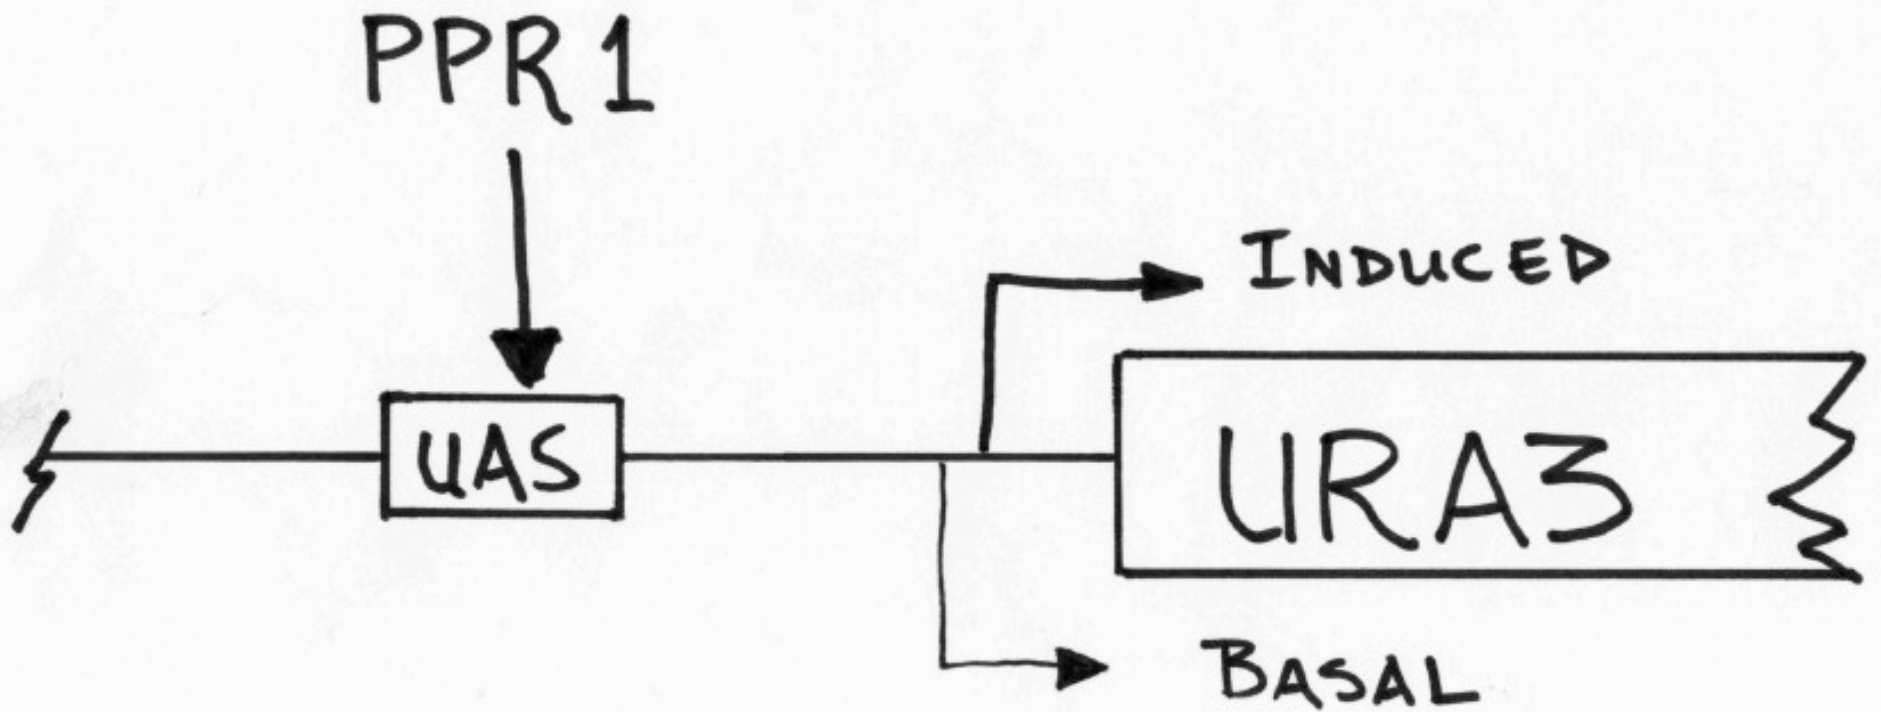 PPR1
INDUCED
UAS
URA3
BASAL